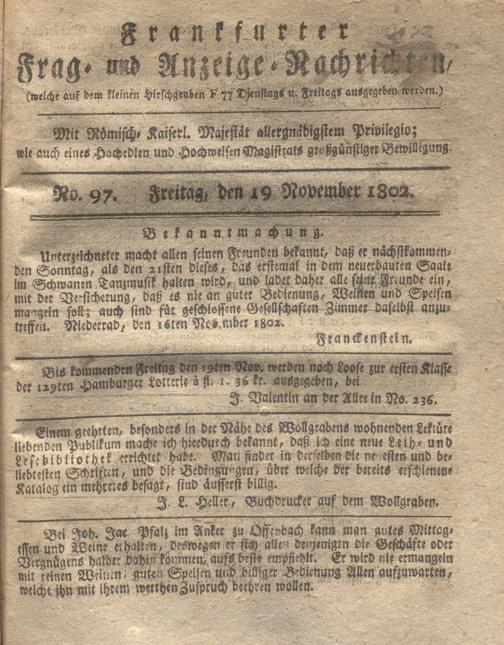 Frankfurter
Frag- und Anzeige-Nachrichten,
(welche auf dem kleinen Hirschgraben F 77 Dienstags u. Freitags ausgegeben werden.)
Mit Römisch-Kaiserl. Majestät allergnädigstem Privilegio;
wie auch eines Hochedlen und Hochweisen Magistrats großgünstiger Bewilligung.
No. 97. Freitag, den 19 November 1802.
Bekanntmachung.
Unterzeichneter macht allen seinen Freunden bekannt, daß er nächstkommen-
den Sonntag, als den 21sten dieses, das erstemal in dem neuerbauten Saale
im Schwanen Tanzmusik halten wird, und ladet daher alle seine Freunde ein,
mit der Versicherung, daß es nie an guter Bedienung, Weinen und Speisen
mangeln soll; auch sind für geschlossene Gesellschaften Zimmer daselbst anzu-
treffen. Niederrad, den 16ten November 1802.
Franckenstein.
Bis kommenden Freitag den 19ten Nov. werden noch Loose zur ersten Klasse
der 129ten Hamburger Lotterie à fl. 1. 36 kr. ausgegeben, bei
J. Valentin an der Allee in No. 236.
Einem geehrten, besonders in der Nähe des Wollgrabens wohnenden Lektüre
liebenden Publikum mache ich hiedurch bekannt, daß ich eine neue Leih- und
Lesebibliothek errichtet habe. Man findet in derselben die neuesten und be-
liebtesten Schriften, und die Bedingungen, über welche der bereits erschienene
Katalog ein mehreres besagt, sind äusserst billig.
J. L. Heller, Buchdrucker auf dem Wollgraben.
Bei Joh. Jac. Pfalz im Anker zu Offenbach kann man gutes Mittag-
essen und Weine erhalten, deswegen er sich allen denjenigen die Geschäfte oder
Vergnügens halber dahin kommen, aufs beste empfiehlt. Er wird nie ermangeln
mit reinen Weinen, guten Speisen und billiger Bedienung Allen aufzuwarten,
welche ihn mit ihrem werthen Zuspruch beehren wollen.